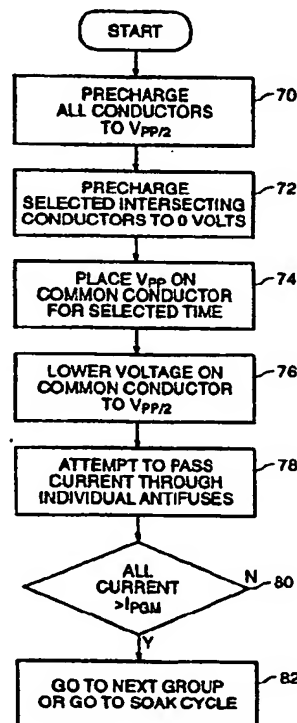 START
PRECHARGE
ALL CONDUCTORS
TO VPP/2
70
PRECHARGE
SELECTED INTERSECTING
CONDUCTORS TO 0 VOLTS
72
PLACE VPP ON
COMMON CONDUCTOR
FOR SELECTED TIME
74
LOWER VOLTAGE ON
COMMON CONDUCTOR
TO VPP/2
76
ATTEMPT TO PASS
CURRENT THROUGH
INDIVIDUAL ANTIFUSES
78
ALL
CURRENT
>IPGM
N
80
Y
GO TO NEXT GROUP
OR GO TO SOAK CYCLE
82